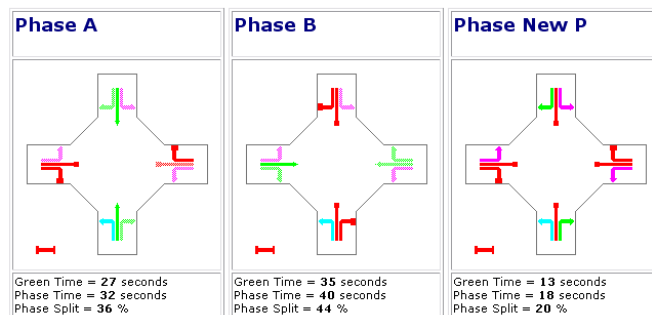 Phase A
Phase B
Phase New P
Green Time = 27 seconds
Phase Time = 32 seconds
Phase Split = 36 %
Green Time = 35 seconds
Phase Time = 40 seconds
Phase Split = 44 %
Green Time = 13 seconds
Phase Time = 18 seconds
Phase Split = 20 %